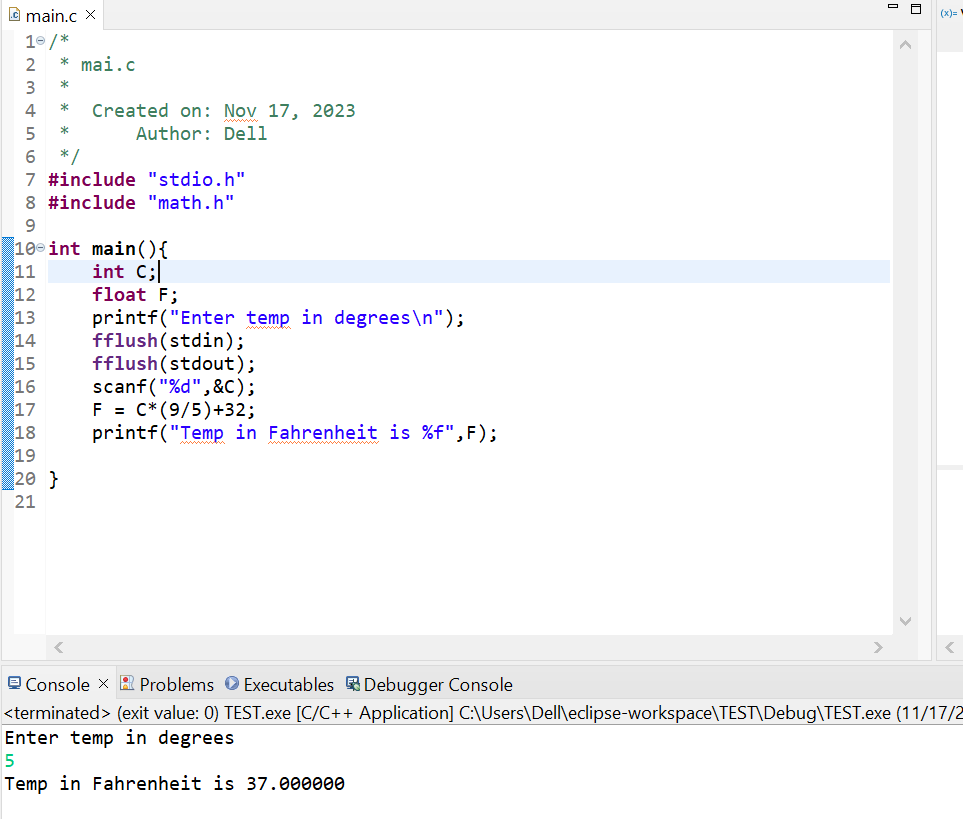 main.c
(x)=
1 /*
2  * mai.c
3  *
4  *  Created on: Nov 17, 2023
5  *      Author: Dell
6  */
7 #include "stdio.h"
8 #include "math.h"
9
10 int main(){
11     int C;
12     float F;
13     printf("Enter temp in degrees\n");
14     fflush(stdin);
15     fflush(stdout);
16     scanf("%d",&C);
17     F = C*(9/5)+32;
18     printf("Temp in Fahrenheit is %f",F);
19
20 }
21
Console Problems Executables Debugger Console
<terminated> (exit value: 0) TEST.exe [C/C++ Application] C:\Users\Dell\eclipse-workspace\TEST\Debug\TEST.exe (11/17/2
Enter temp in degrees
5
Temp in Fahrenheit is 37.000000